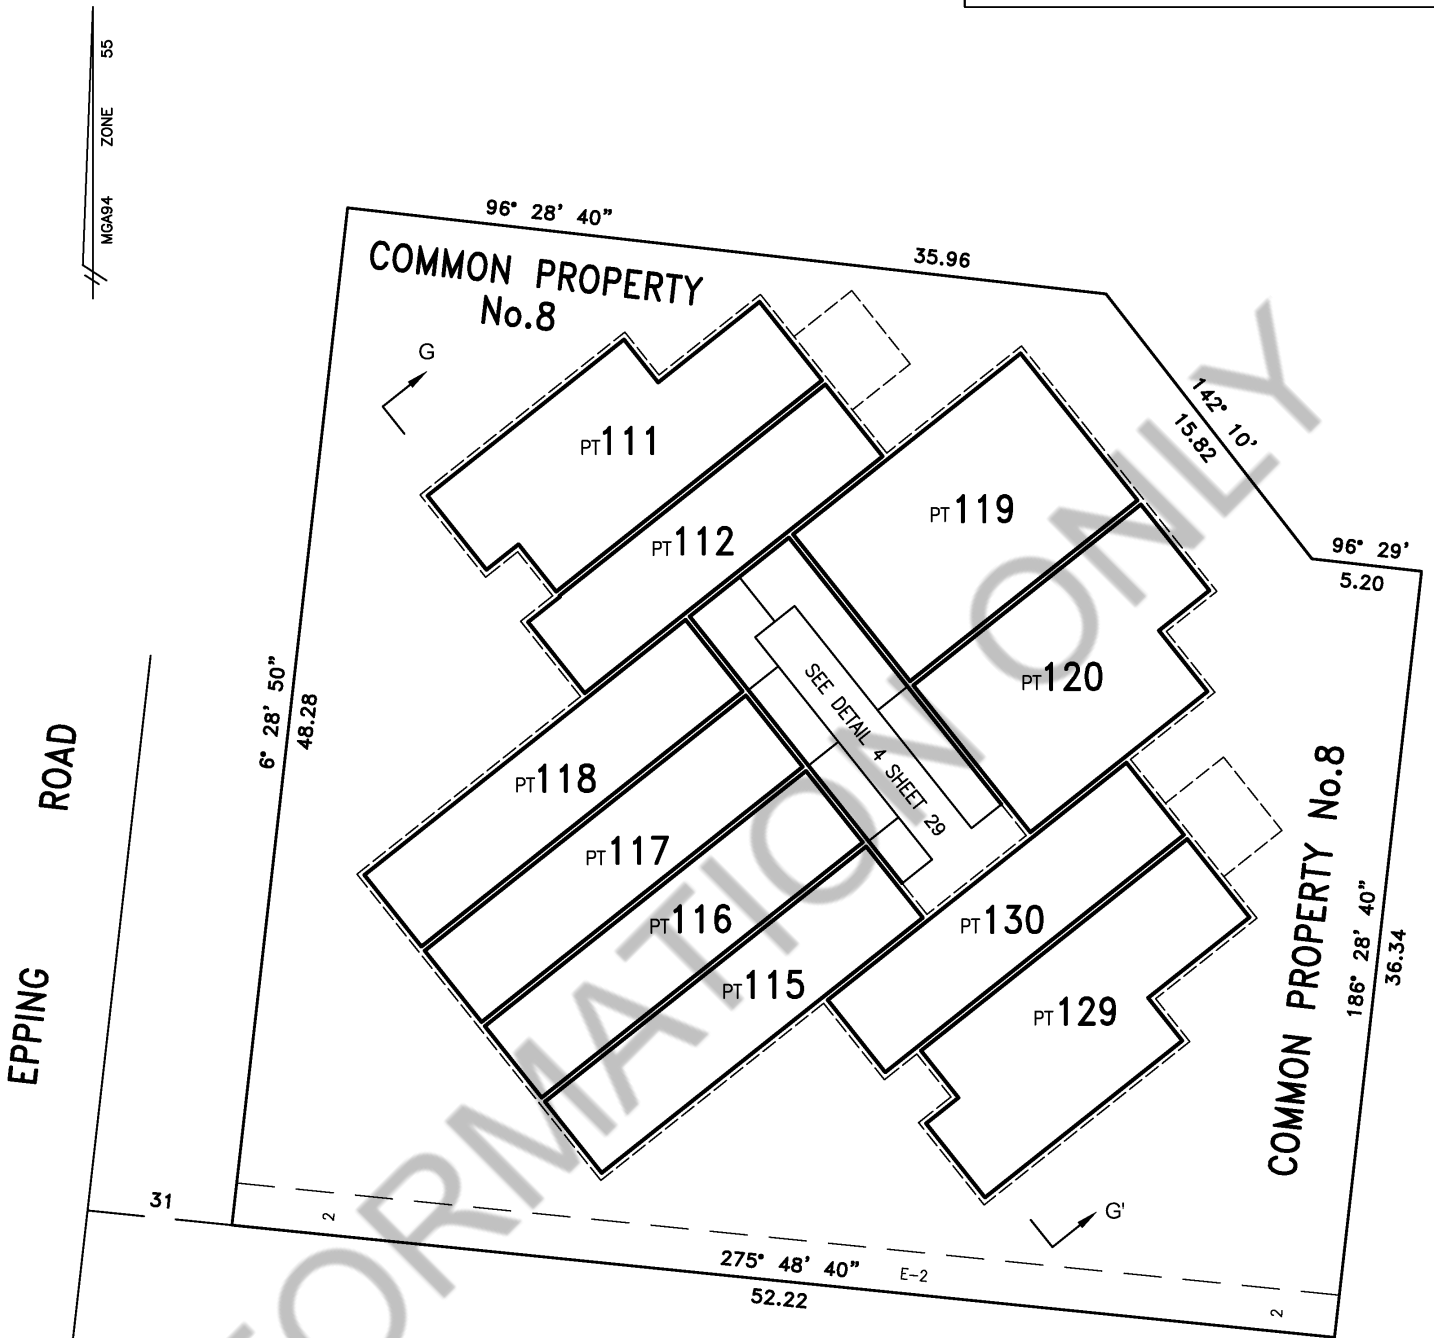 MGA94 ZONE 55
96° 28' 40"
35.96
COMMON PROPERTY
No.8
G
142° 10'
15.82
PT111
PT119
PT112
96° 29'
5.20
6° 28' 50"
48.28
SEE DETAIL 4 SHEET 29
PT120
EPPING ROAD
PT118
PT117
PT116
PT130
PT115
PT129
COMMON PROPERTY No.8
186° 28' 40"
36.34
31
2
G'
275° 48' 40"
E-2
52.22
2
ORMATION ONLY